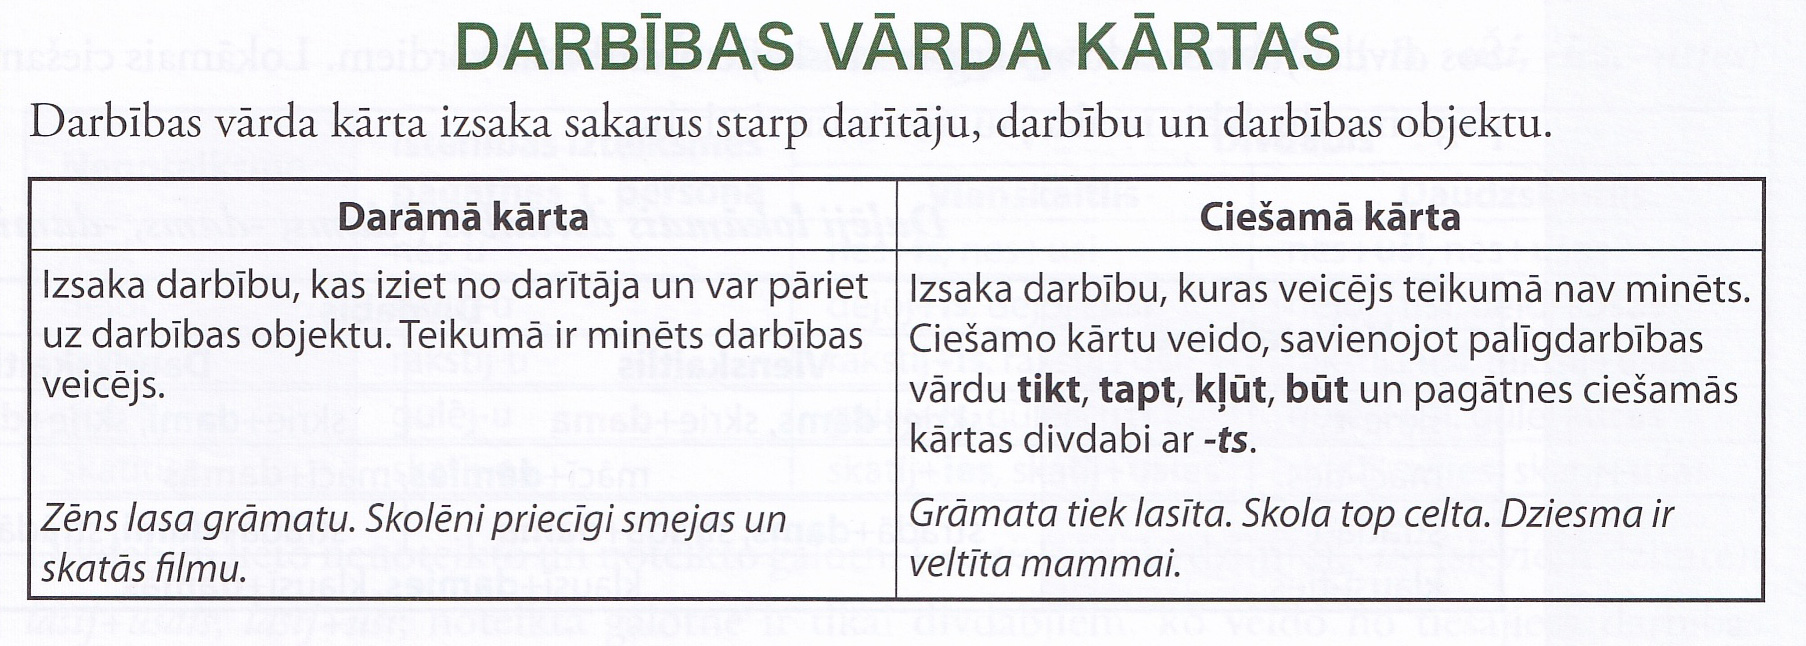 DARBĪBAS VĀRDA KĀRTAS
Darbības vārda kārta izsaka sakarus starp darītāju, darbību un darbības objektu.
Darāmā kārta
Izsaka darbību, kas iziet no darītāja un var pāriet
uz darbības objektu. Teikumā ir minēts darbības
veicējs.
Zēns lasa grāmatu. Skolēni priecīgi smejas un
skatās filmu.
Ciešamā kārta
Izsaka darbību, kuras veicējs teikumā nav minēts.
Ciešamo kārtu veido, savienojot palīgdarbības
vārdu tikt, tapt, kļūt, būt un pagātnes ciešamās
kārtas divdabi ar -ts.
Grāmata tiek lasīta. Skola top celta. Dziesma ir
veltīta mammai.